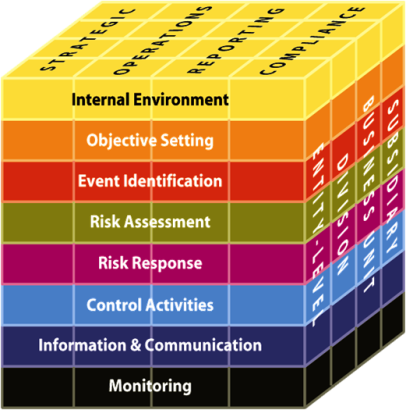 STRATEGIC
OPERATIONS
REPORTING
COMPLIANCE
Internal Environment
Objective Setting
Event Identification
Risk Assessment
Risk Response
Control Activities
Information & Communication
Monitoring
ENTITY-LEVEL
DIVISION
BUSINESS UNIT
SUBSIDIARY